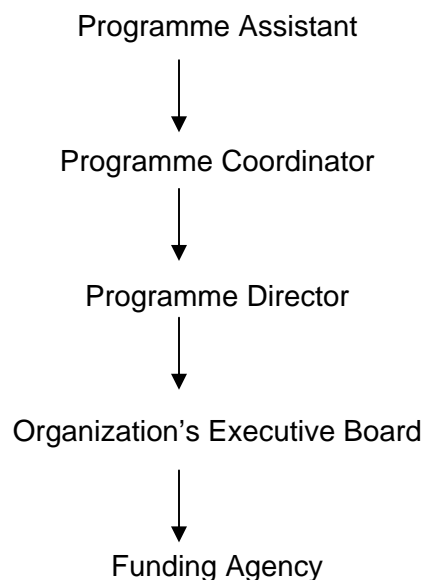 Programme Assistant
Programme Coordinator
Programme Director
Organization’s Executive Board
Funding Agency